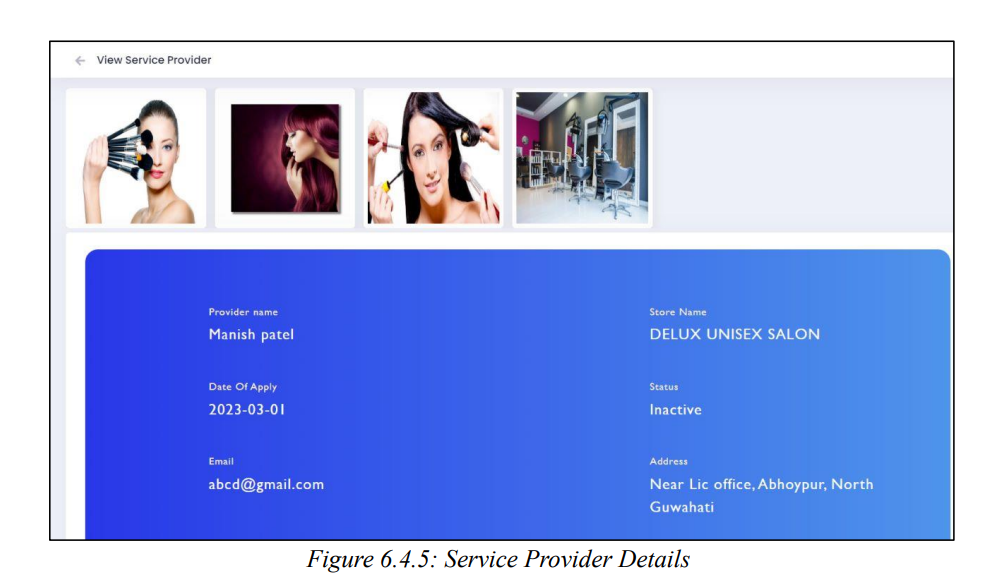 View Service Provider
Provider name
Manish patel
Store Name
DELUX UNISEX SALON
Date Of Apply
2023-03-01
Status
Inactive
Email
abcd@gmail.com
Address
Near Lic office, Abhoypur, North
Guwahati
Figure 6.4.5: Service Provider Details